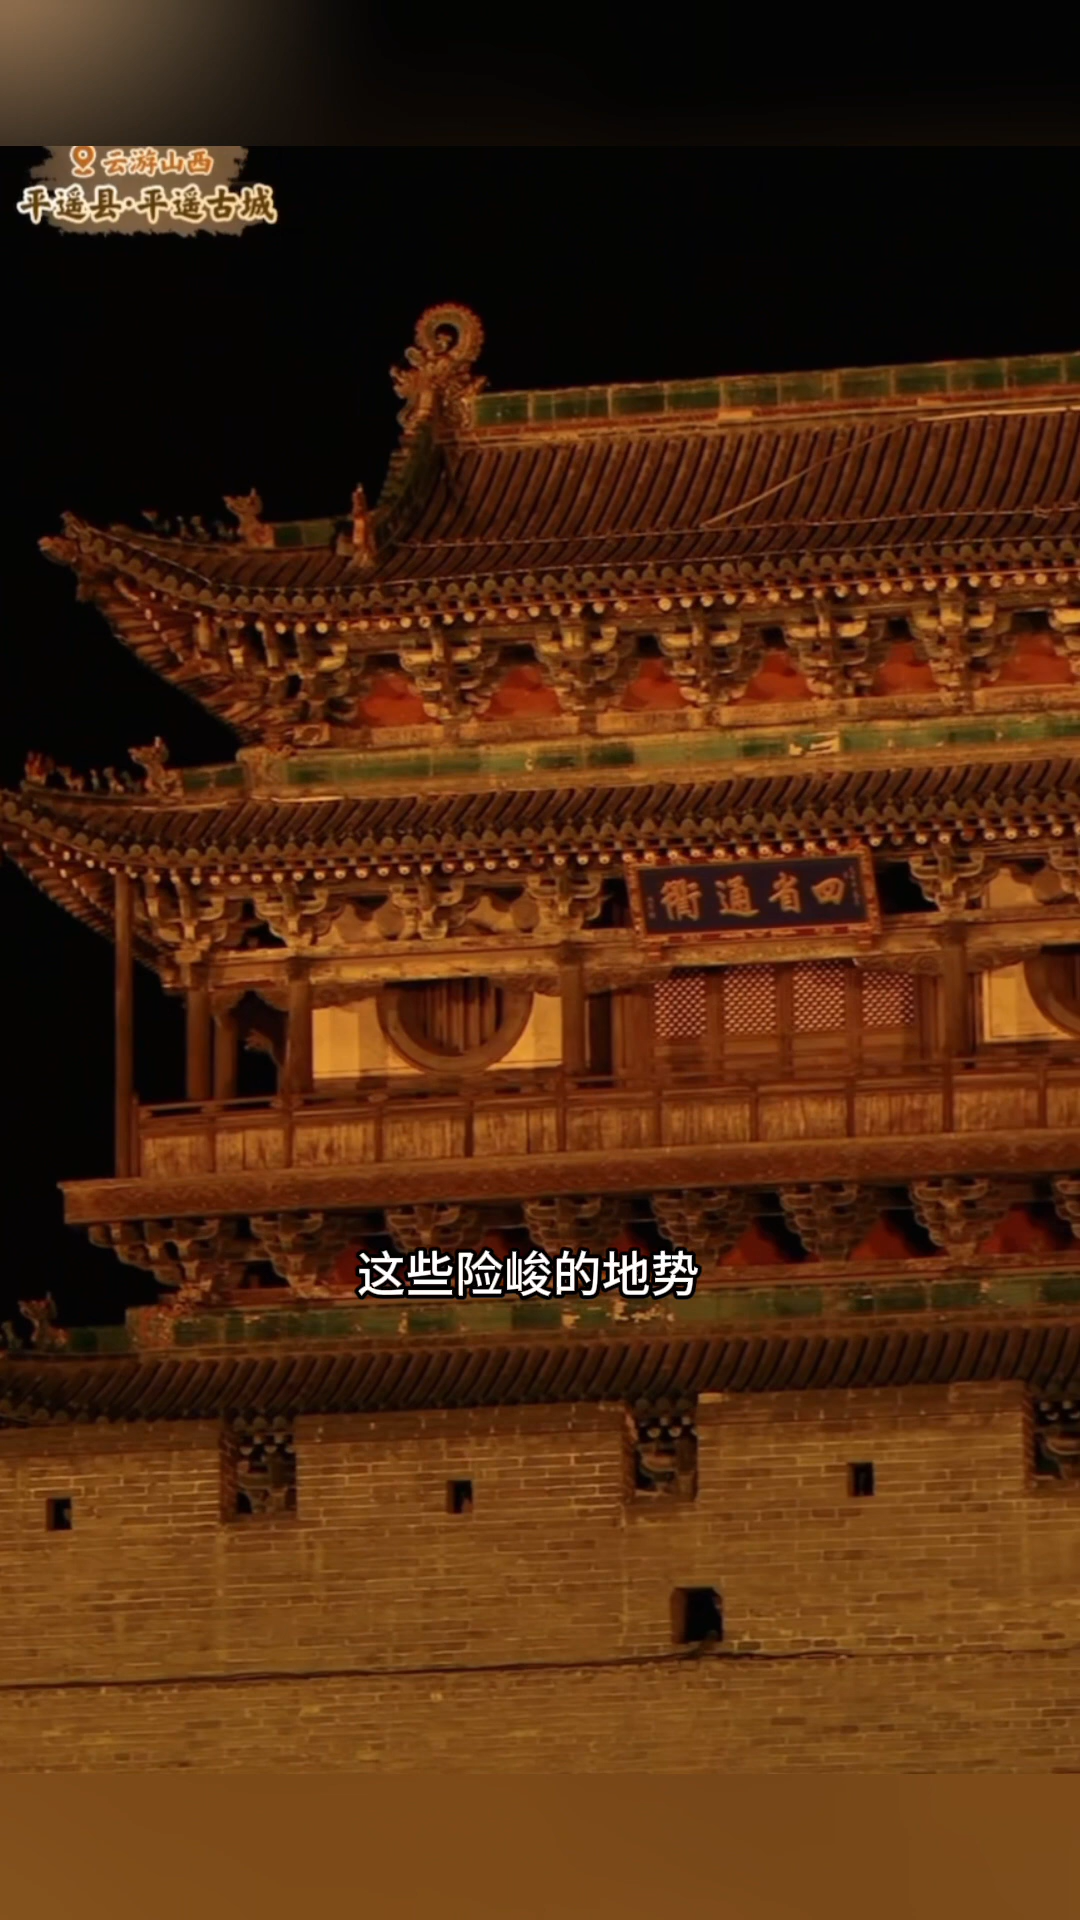 云游山西
平遥县·平遥古城
四省通衢
这些险峻的地势